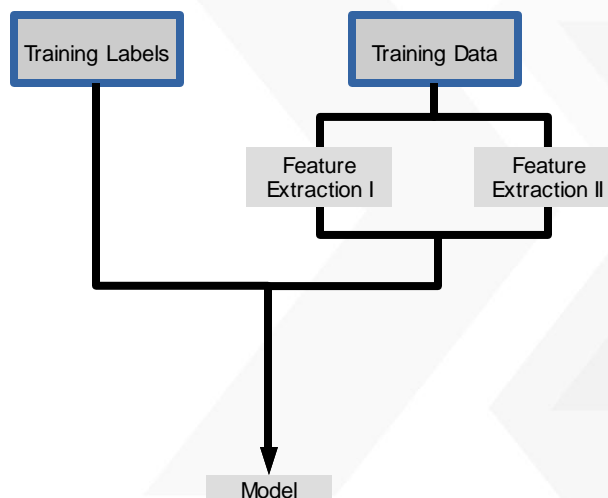 Training Labels
Training Data
Feature
Extraction I
Feature
Extraction II
Model